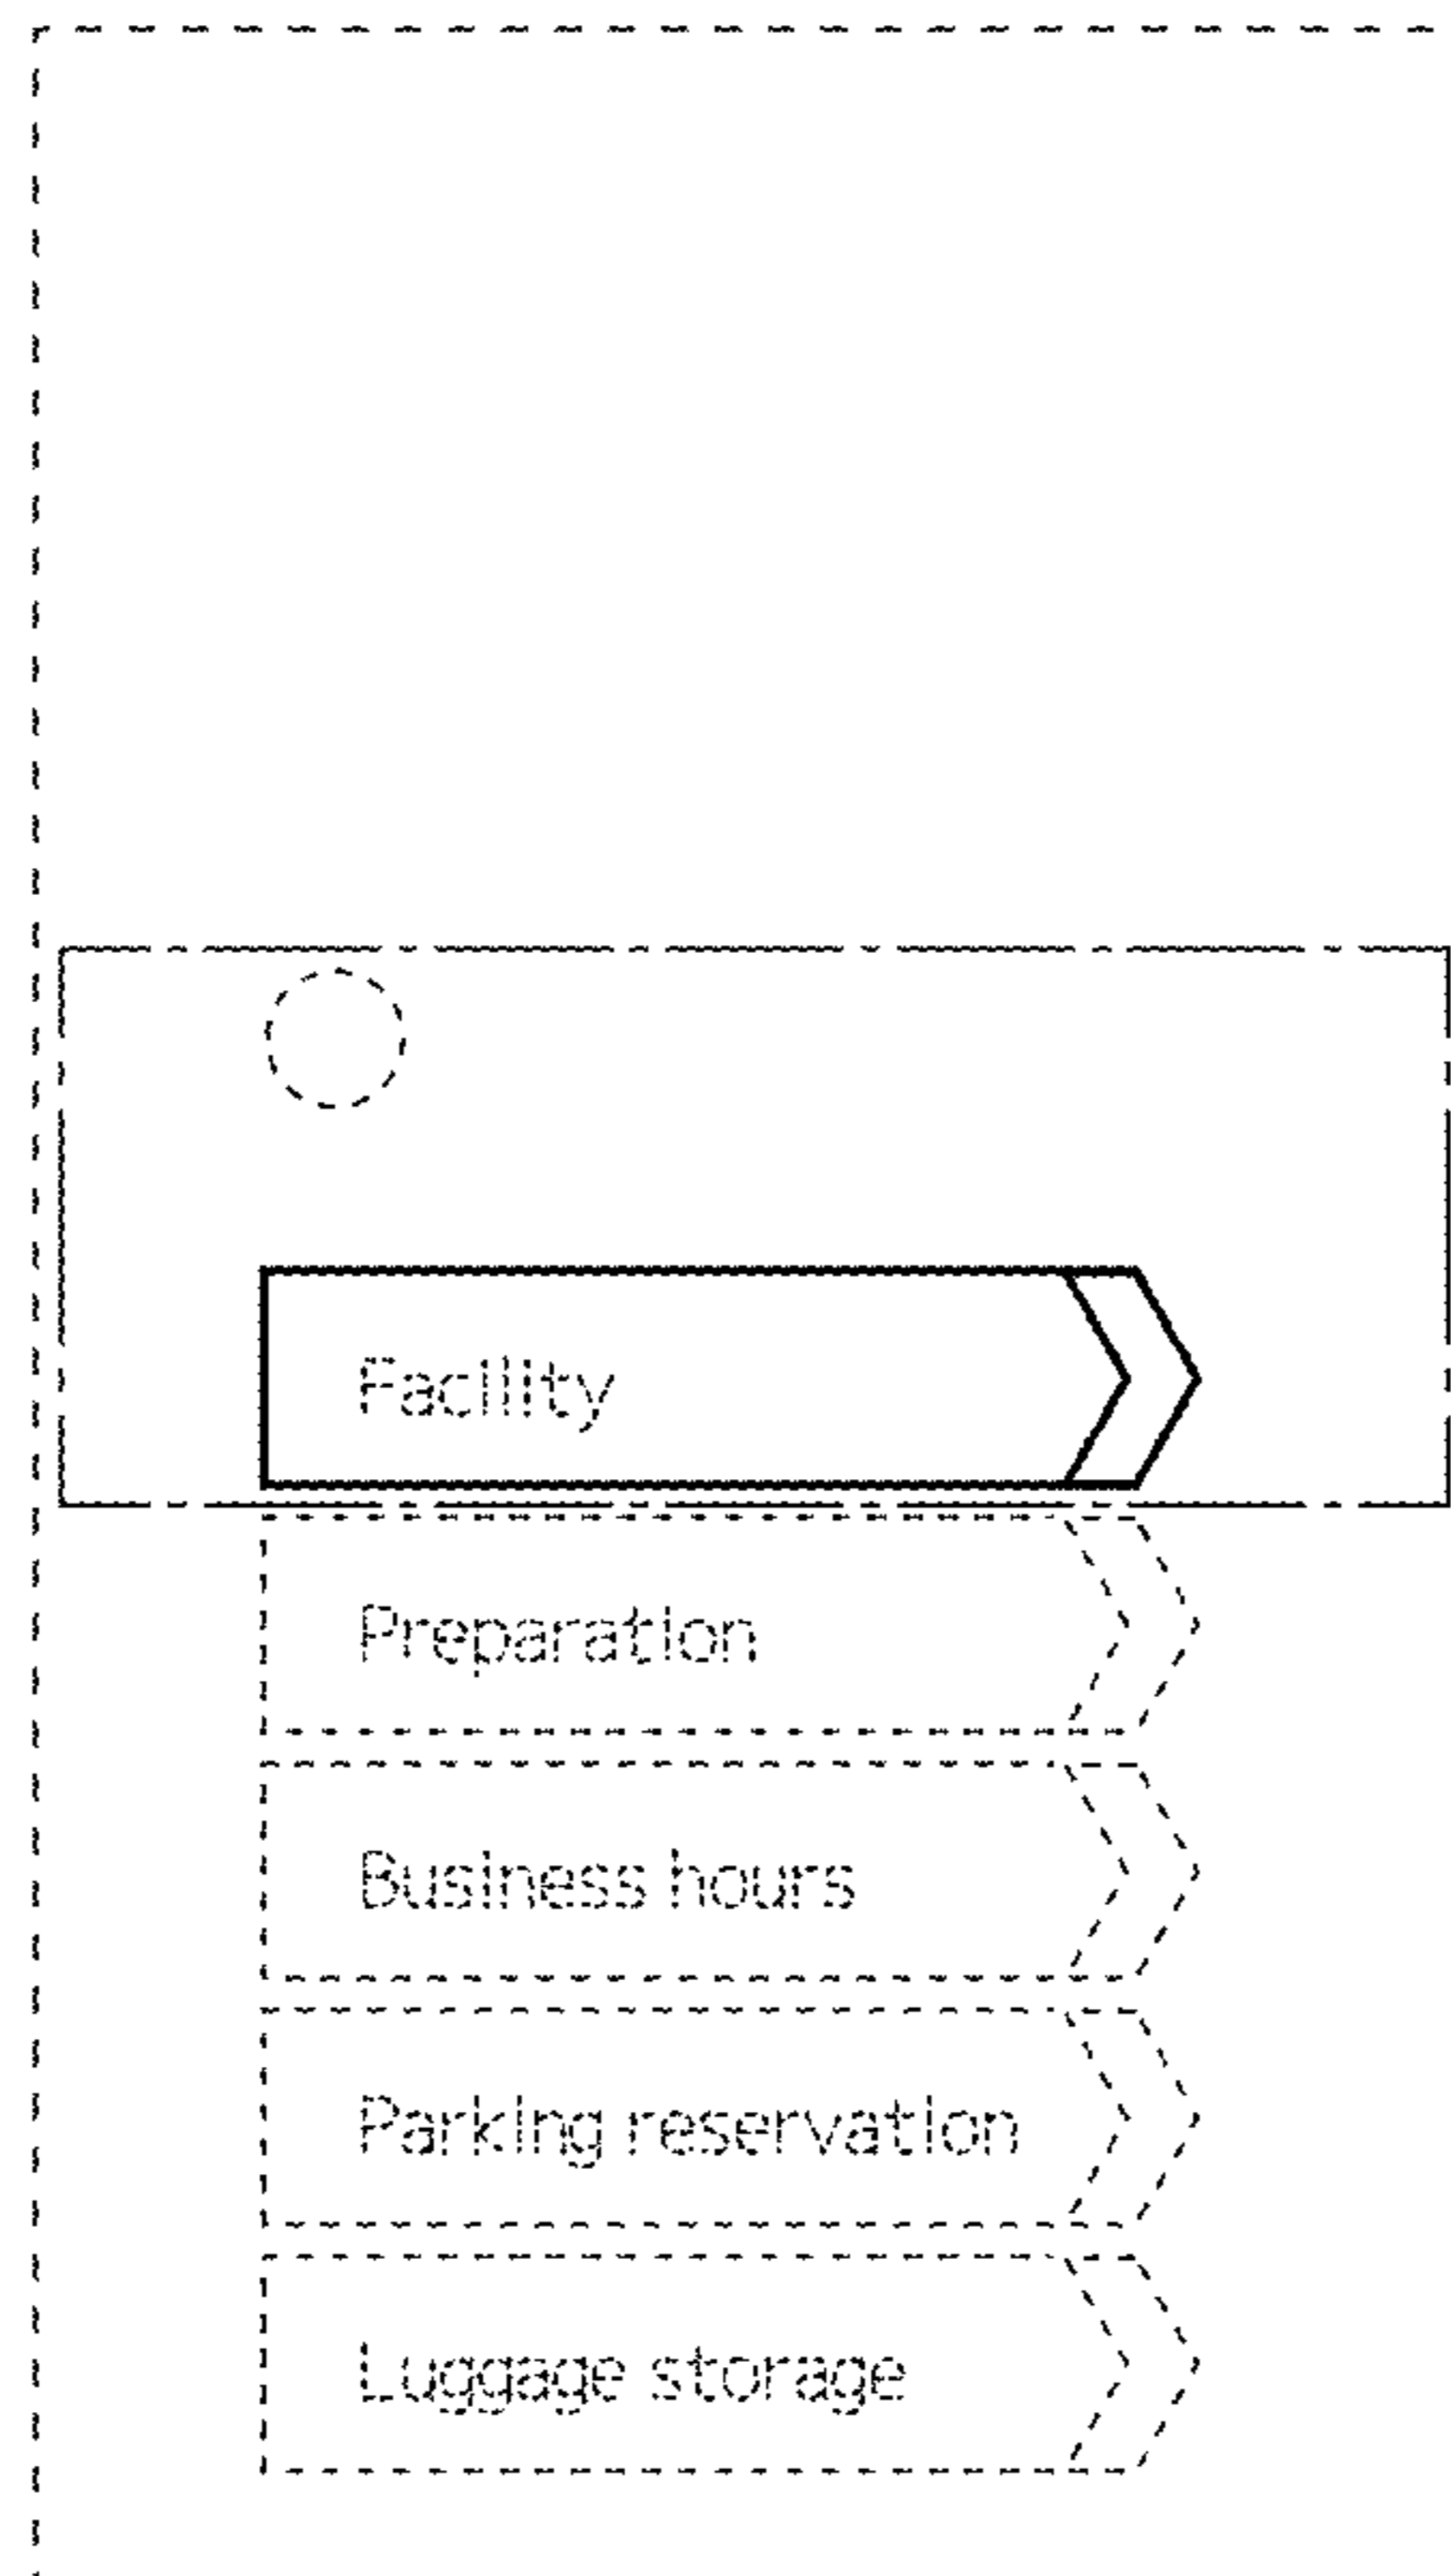 Facility
Preparation
Business hours
Parking reservation
Luggage storage